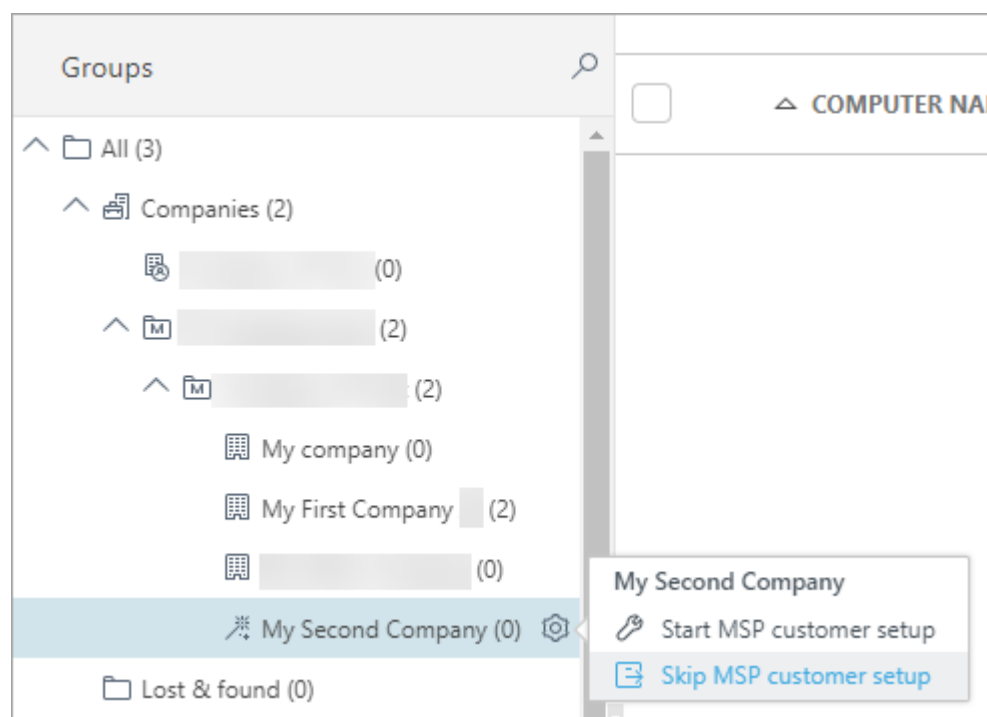 Groups
COMPUTER NA
All (3)
Companies (2)
(0)
(2)
(2)
My company (0)
My First Company (2)
(0)
My Second Company (0)
My Second Company
Start MSP customer setup
Skip MSP customer setup
Lost & found (0)